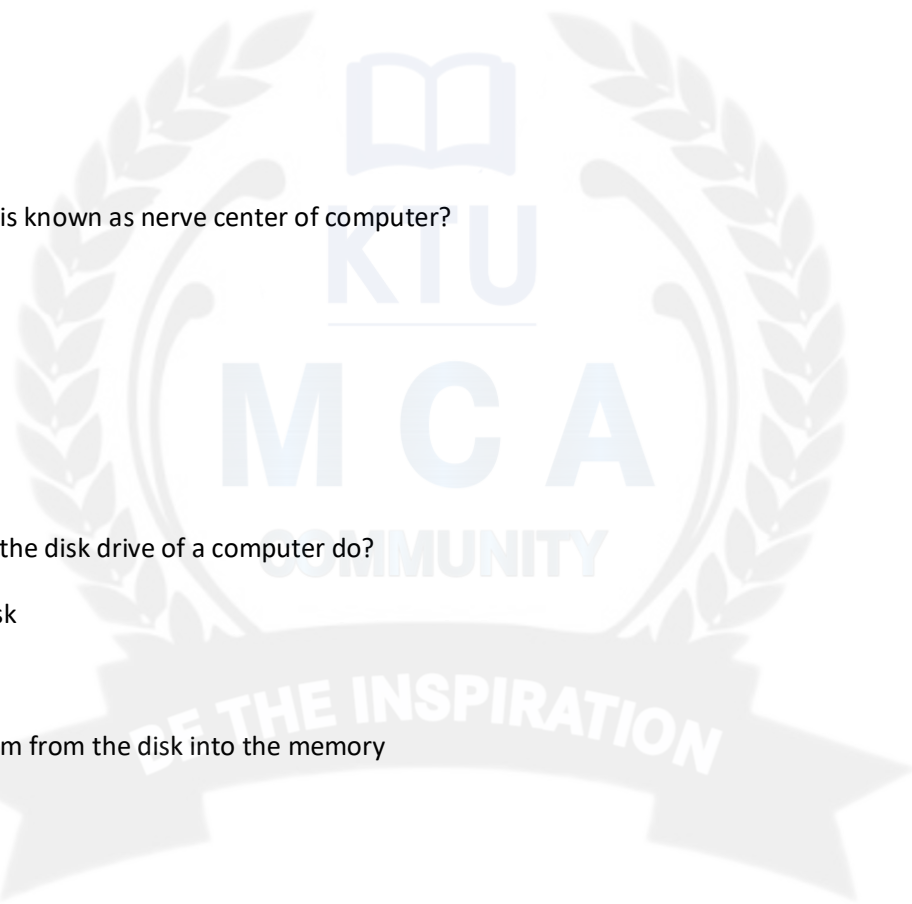 is known as nerve center of computer?
KTU
MCA
the disk drive of a computer do?
COMMUNITY
sk
BE THE INSPIRATION
m from the disk into the memory